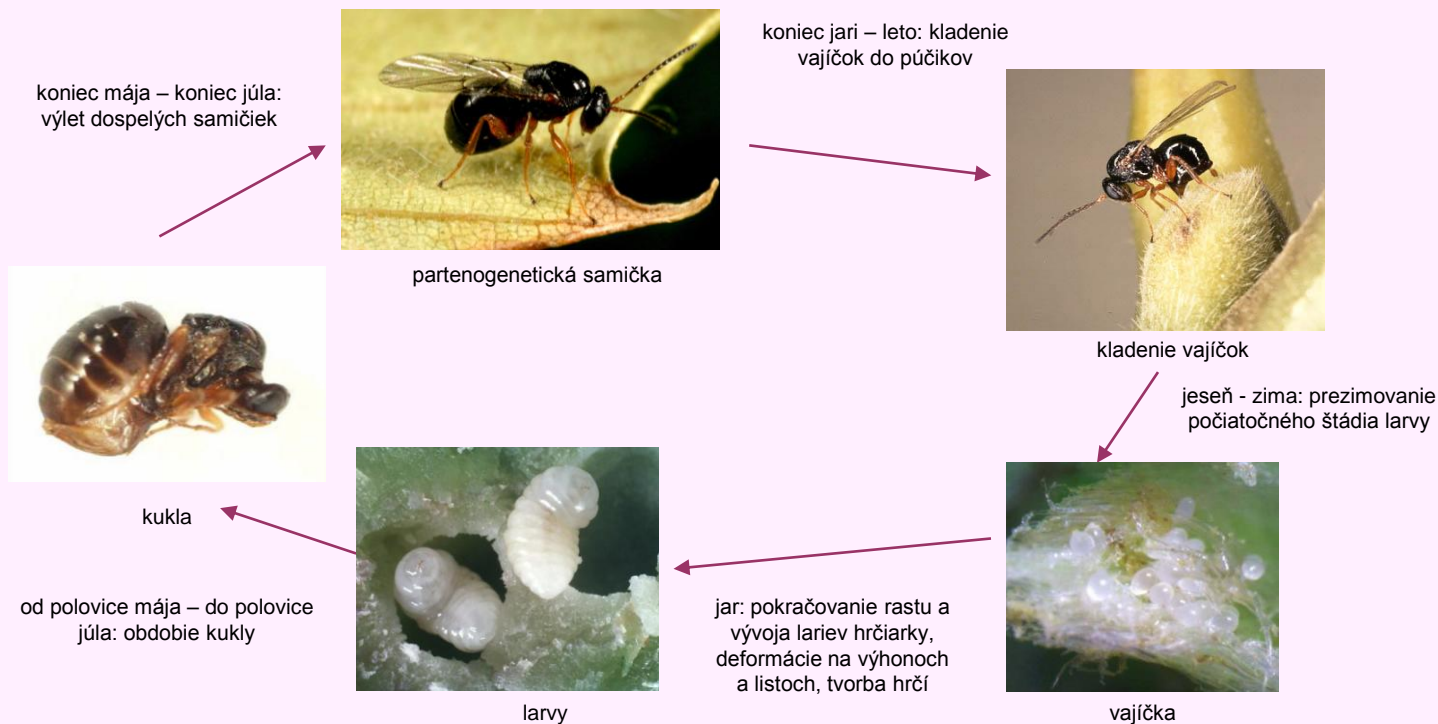 koniec mája – koniec júla:
výlet dospelých samičiek
partenogenetická samička
koniec jari – leto: kladenie
vajíčok do púčikov
kladenie vajíčok
jeseň - zima: prezimovanie
počiatočného štádia larvy
vajíčka
jar: pokračovanie rastu a
vývoja lariev hrčiarky,
deformácie na výhonoch
a listoch, tvorba hrčí
larvy
od polovice mája – do polovice
júla: obdobie kukly
kukla